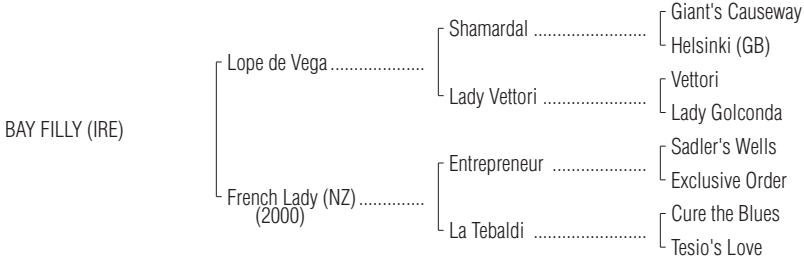 Giant's Causeway
Shamardal ........................
Helsinki (GB)
Lope de Vega ....................
Vettori
Lady Vettori ......................
Lady Golconda
BAY FILLY (IRE)
Sadler's Wells
Entrepreneur ....................
Exclusive Order
French Lady (NZ) ..............
(2000)
Cure the Blues
La Tebaldi ........................
Tesio's Love